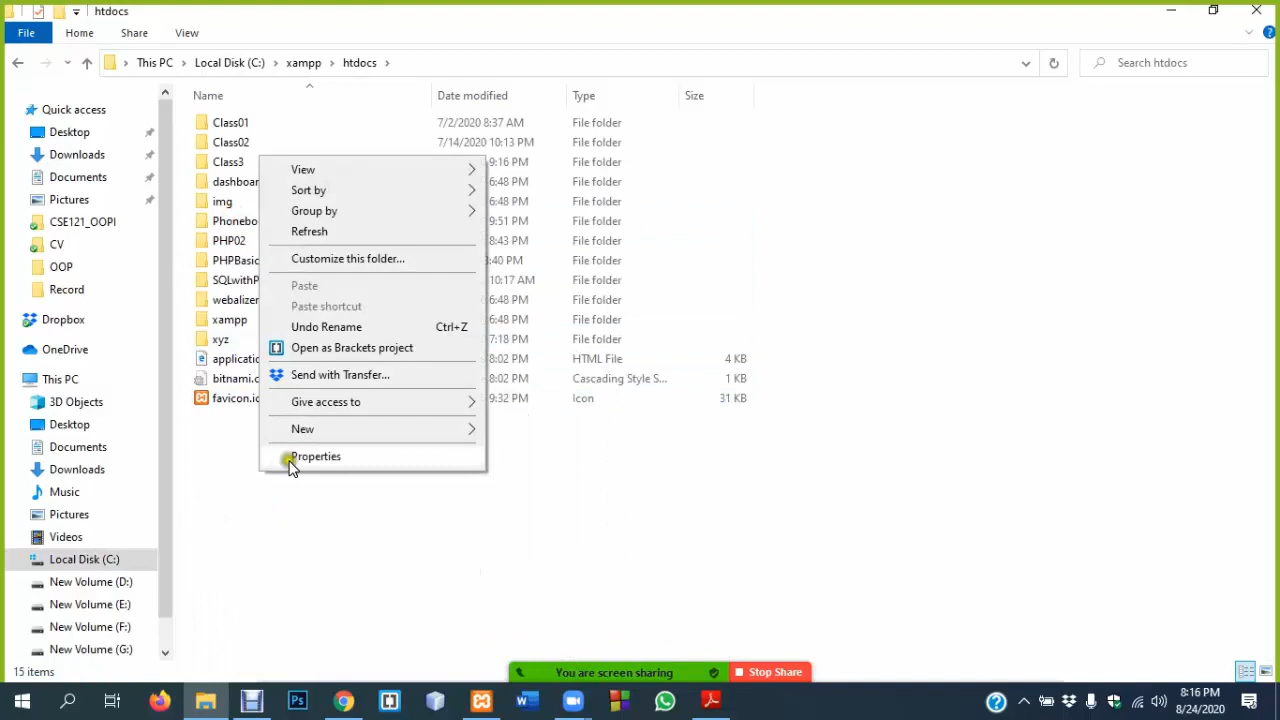 htdocs
File Home Share View
This PC Local Disk (C:) xampp htdocs Search htdocs
Name Date modified Type Size
Quick access
Desktop
Downloads
Documents
Pictures
CSE121_OOPI
CV
OOP
Record
Dropbox
OneDrive
This PC
3D Objects
Desktop
Documents
Downloads
Music
Pictures
Videos
Local Disk (C:)
New Volume (D:)
New Volume (E:)
New Volume (F:)
New Volume (G:)
Class01 7/2/2020 8:37 AM File folder
Class02 7/14/2020 10:13 PM File folder
Class3 9:16 PM File folder
dashboar 6:48 PM File folder
img 6:48 PM File folder
Phonebo 9:51 PM File folder
PHP02 8:43 PM File folder
PHPBasic :40 PM File folder
SQLwithP 10:17 AM File folder
webalizer 6:48 PM File folder
xampp 6:48 PM File folder
xyz 7:18 PM File folder
applicatio 8:02 PM HTML File 4 KB
bitnami.c 8:02 PM Cascading Style S... 1 KB
favicon.ic 9:32 PM Icon 31 KB
View
Sort by
Group by
Refresh
Customize this folder...
Paste
Paste shortcut
Undo Rename Ctrl+Z
Open as Brackets project
Send with Transfer...
Give access to
New
Properties
15 items
You are screen sharing Stop Share
8:16 PM
8/24/2020